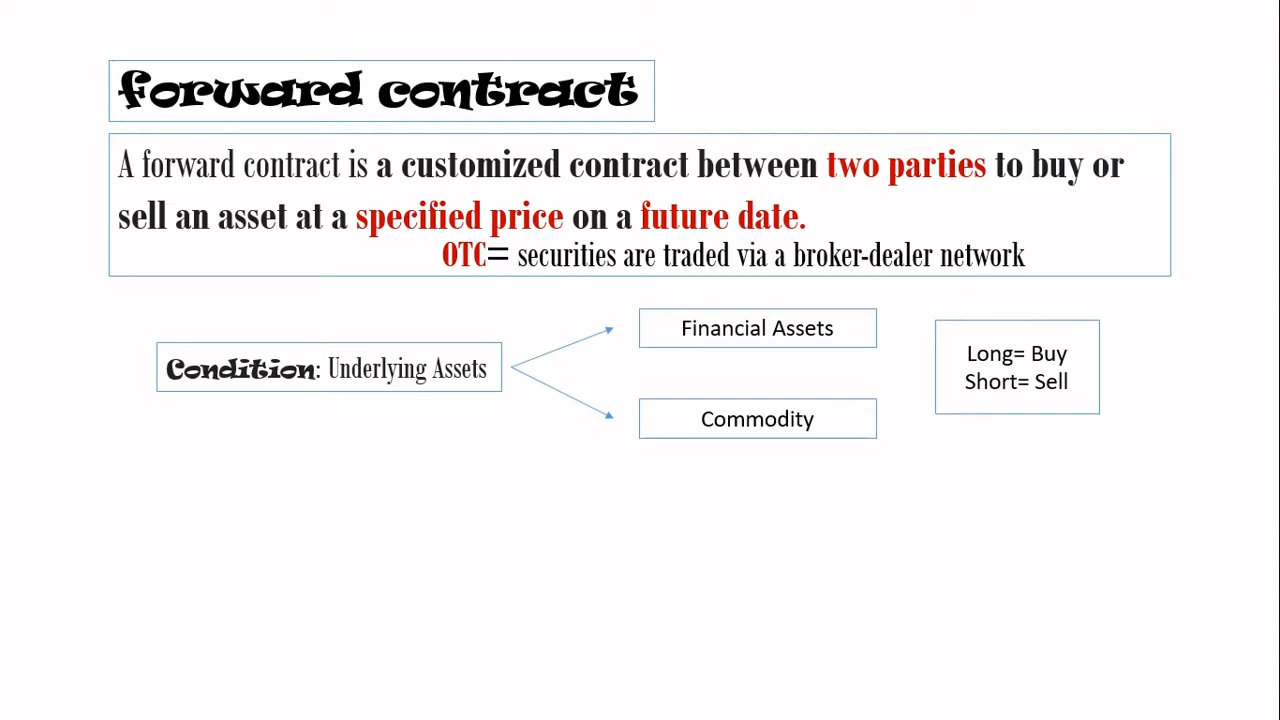 forward contract
A forward contract is a customized contract between two parties to buy or
sell an asset at a specified price on a future date.
OTC= securities are traded via a broker-dealer network
Financial Assets
Condition: Underlying Assets
Commodity
Long= Buy
Short= Sell